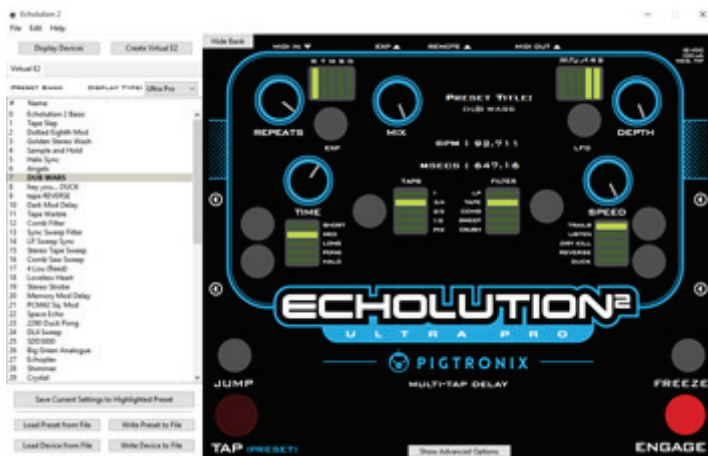 Echolution 2
File Edit Help
Display Devices
Create Virtual E2
Hide Bank
MIDI IN
EXP
REMOTE
MIDI OUT
Virtual E2
PRESET BANK
DISPLAY TYPE:
Ultra Pro
# Name
0 Echolution 2 Basic
1 Tape Slap
2 Dotted Eighth Mod
3 Golden Stereo Wash
4 Sample and Hold
5 Halo Sync
6 Angels
7 DUB WARS
8 hey you... DUCK
9 tape REVERSE
10 Dark Mod Delay
11 Tape Warble
12 Comb Filter
13 Sync Sweep Filter
14 LP Sweep Sync
15 Stereo Tape Sweep
16 Comb Saw Sweep
17 4 Lou (Reed)
18 Loveless Heart
19 Stereo Strobe
20 Memory Mod Delay
21 PCM42 Sq. Mod
22 Space Echo
23 2290 Duck Pong
24 DL4 Sweep
25 SDD3000
26 Big Green Analogue
27 Echoplex
28 Shimmer
29 Crystal
Save Current Settings to Highlighted Preset
Load Preset from File
Write Preset to File
Load Device from File
Write Device to File
REPEATS
EXP
MIX
PRESET TITLE:
DUB WARS
BPM : 92.711
MSECS : 647.16
LFO
DEPTH
TIME
SHORT
MED
LONG
PONG
HALO
TAPS
1
3/4
2/3
1/2
PHI
FILTER
LP
TAPE
COMB
SWEEP
CRUSH
SPEED
TRAILS
LISTEN
DRY KILL
REVERSE
DUCK
ECHOLUTION2
ULTRA PRO
PIGTRONIX
MULTI-TAP DELAY
JUMP
FREEZE
TAP (PRESET)
Show Advanced Options
ENGAGE